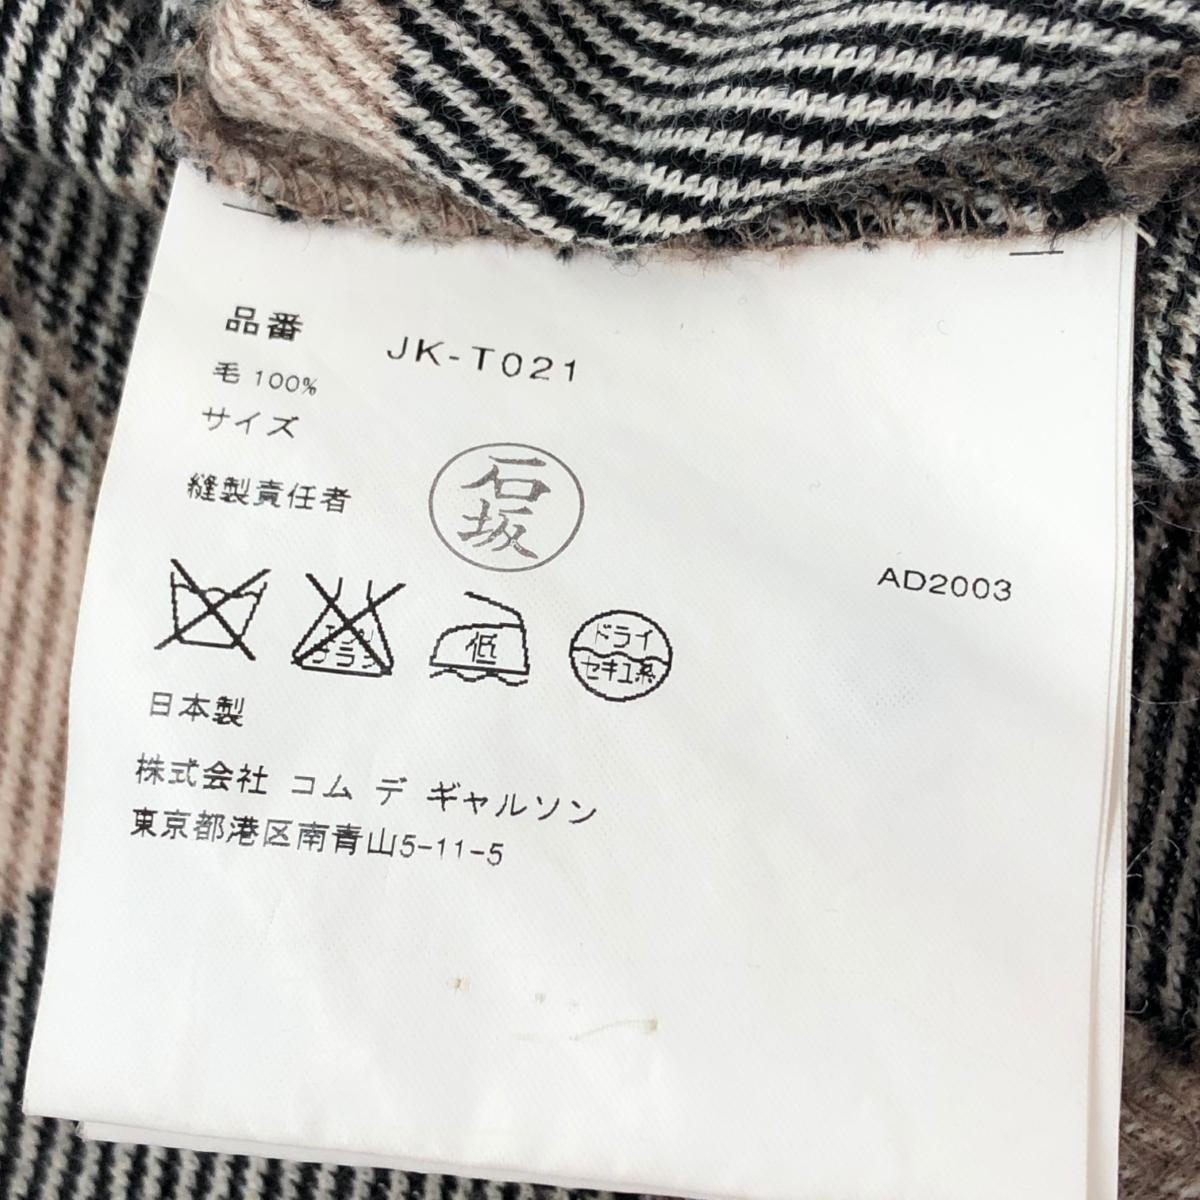 品番 JK-T021
毛 100%
サイズ
縫製責任者
石坂
AD2003
低
ドライ
セキユ系
日本製
株式会社 コム デ ギャルソン
東京都港区南青山5-11-5